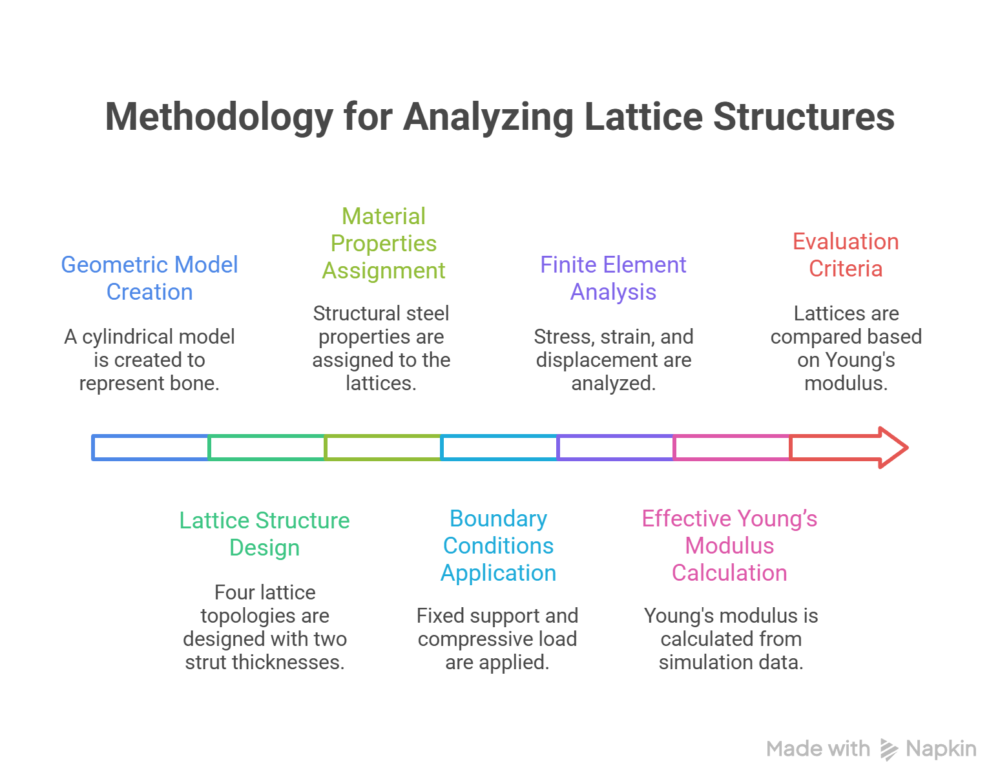 Methodology for Analyzing Lattice Structures
Geometric Model
Creation
A cylindrical model
is created to
represent bone.
Lattice Structure
Design
Four lattice
topologies are
designed with two
strut thicknesses.
Material
Properties
Assignment
Structural steel
properties are
assigned to the
lattices.
Boundary
Conditions
Application
Fixed support and
compressive load
are applied.
Finite Element
Analysis
Stress, strain, and
displacement are
analyzed.
Effective Young’s
Modulus
Calculation
Young's modulus is
calculated from
simulation data.
Evaluation
Criteria
Lattices are
compared based
on Young's
modulus.
Made with Napkin